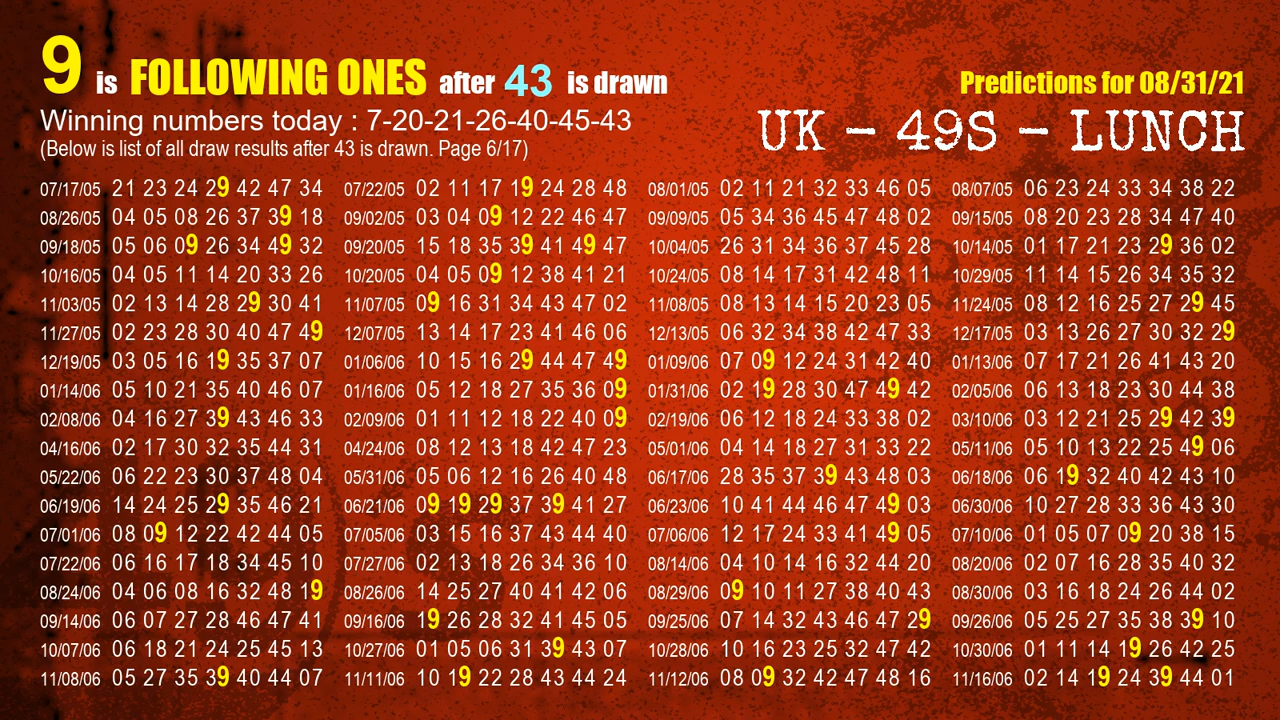 9 is FOLLOWING ONES after 43 is drawn
Predictions for 08/31/21
Winning numbers today : 7-20-21-26-40-45-43
UK - 49S - LUNCH
(Below is list of all draw results after 43 is drawn. Page 6/17)
07/17/05 21 23 24 29 42 47 34 07/22/05 02 11 17 19 24 28 48 08/01/05 02 11 21 32 33 46 05 08/07/05 06 23 24 33 34 38 22
08/26/05 04 05 08 26 37 39 18 09/02/05 03 04 09 12 22 46 47 09/09/05 05 34 36 45 47 48 02 09/15/05 08 20 23 28 34 47 40
09/18/05 05 06 09 26 34 49 32 09/20/05 15 18 35 39 41 49 47 10/04/05 26 31 34 36 37 45 28 10/14/05 01 17 21 23 29 36 02
10/16/05 04 05 11 14 20 33 26 10/20/05 04 05 09 12 38 41 21 10/24/05 08 14 17 31 42 48 11 10/29/05 11 14 15 26 34 35 32
11/03/05 02 13 14 28 29 30 41 11/07/05 09 16 31 34 43 47 02 11/08/05 08 13 14 15 20 23 05 11/24/05 08 12 16 25 27 29 45
11/27/05 02 23 28 30 40 47 49 12/07/05 13 14 17 23 41 46 06 12/13/05 06 32 34 38 42 47 33 12/17/05 03 13 26 27 30 32 29
12/19/05 03 05 16 19 35 37 07 01/06/06 10 15 16 29 44 47 49 01/09/06 07 09 12 24 31 42 40 01/13/06 07 17 21 26 41 43 20
01/14/06 05 10 21 35 40 46 07 01/16/06 05 12 18 27 35 36 09 01/31/06 02 19 28 30 47 49 42 02/05/06 06 13 18 23 30 44 38
02/08/06 04 16 27 39 43 46 33 02/09/06 01 11 12 18 22 40 09 02/19/06 06 12 18 24 33 38 02 03/10/06 03 12 21 25 29 42 39
04/16/06 02 17 30 32 35 44 31 04/24/06 08 12 13 18 42 47 23 05/01/06 04 14 18 27 31 33 22 05/11/06 05 10 13 22 25 49 06
05/22/06 06 22 23 30 37 48 04 05/31/06 05 06 12 16 26 40 48 06/17/06 28 35 37 39 43 48 03 06/18/06 06 19 32 40 42 43 10
06/19/06 14 24 25 29 35 46 21 06/21/06 09 19 29 37 39 41 27 06/23/06 10 41 44 46 47 49 03 06/30/06 10 27 28 33 36 43 30
07/01/06 08 09 12 22 42 44 05 07/05/06 03 15 16 37 43 44 40 07/06/06 12 17 24 33 41 49 05 07/10/06 01 05 07 09 20 38 15
07/22/06 06 16 17 18 34 45 10 07/27/06 02 13 18 26 34 36 10 08/14/06 04 10 14 16 32 44 20 08/20/06 02 07 16 28 35 40 32
08/24/06 04 06 08 16 32 48 19 08/26/06 14 25 27 40 41 42 06 08/29/06 09 10 11 27 38 40 43 08/30/06 03 16 18 24 26 44 02
09/14/06 06 07 27 28 46 47 41 09/16/06 19 26 28 32 41 45 05 09/25/06 07 14 32 43 46 47 29 09/26/06 05 25 27 35 38 39 10
10/07/06 06 18 21 24 25 45 13 10/27/06 01 05 06 31 39 43 07 10/28/06 10 16 23 25 32 47 42 10/30/06 01 11 14 19 26 42 25
11/08/06 05 27 35 39 40 44 07 11/11/06 10 19 22 28 43 44 24 11/12/06 08 09 32 42 47 48 16 11/16/06 02 14 19 24 39 44 01